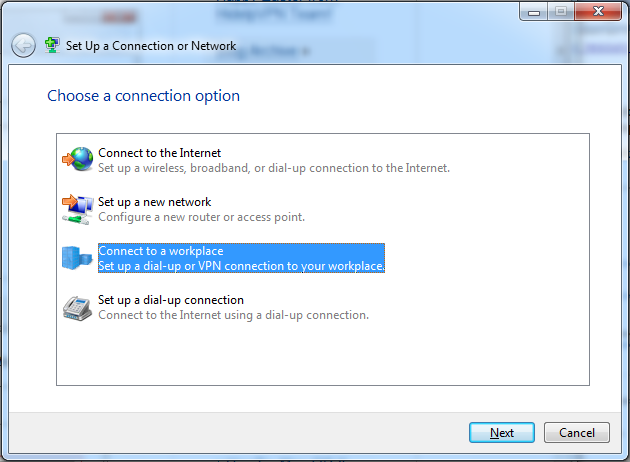 Set Up a Connection or Network
Choose a connection option
Connect to the Internet
Set up a wireless, broadband, or dial-up connection to the Internet.
Set up a new network
Configure a new router or access point.
Connect to a workplace
Set up a dial-up or VPN connection to your workplace.
Set up a dial-up connection
Connect to the Internet using a dial-up connection.
Next
Cancel